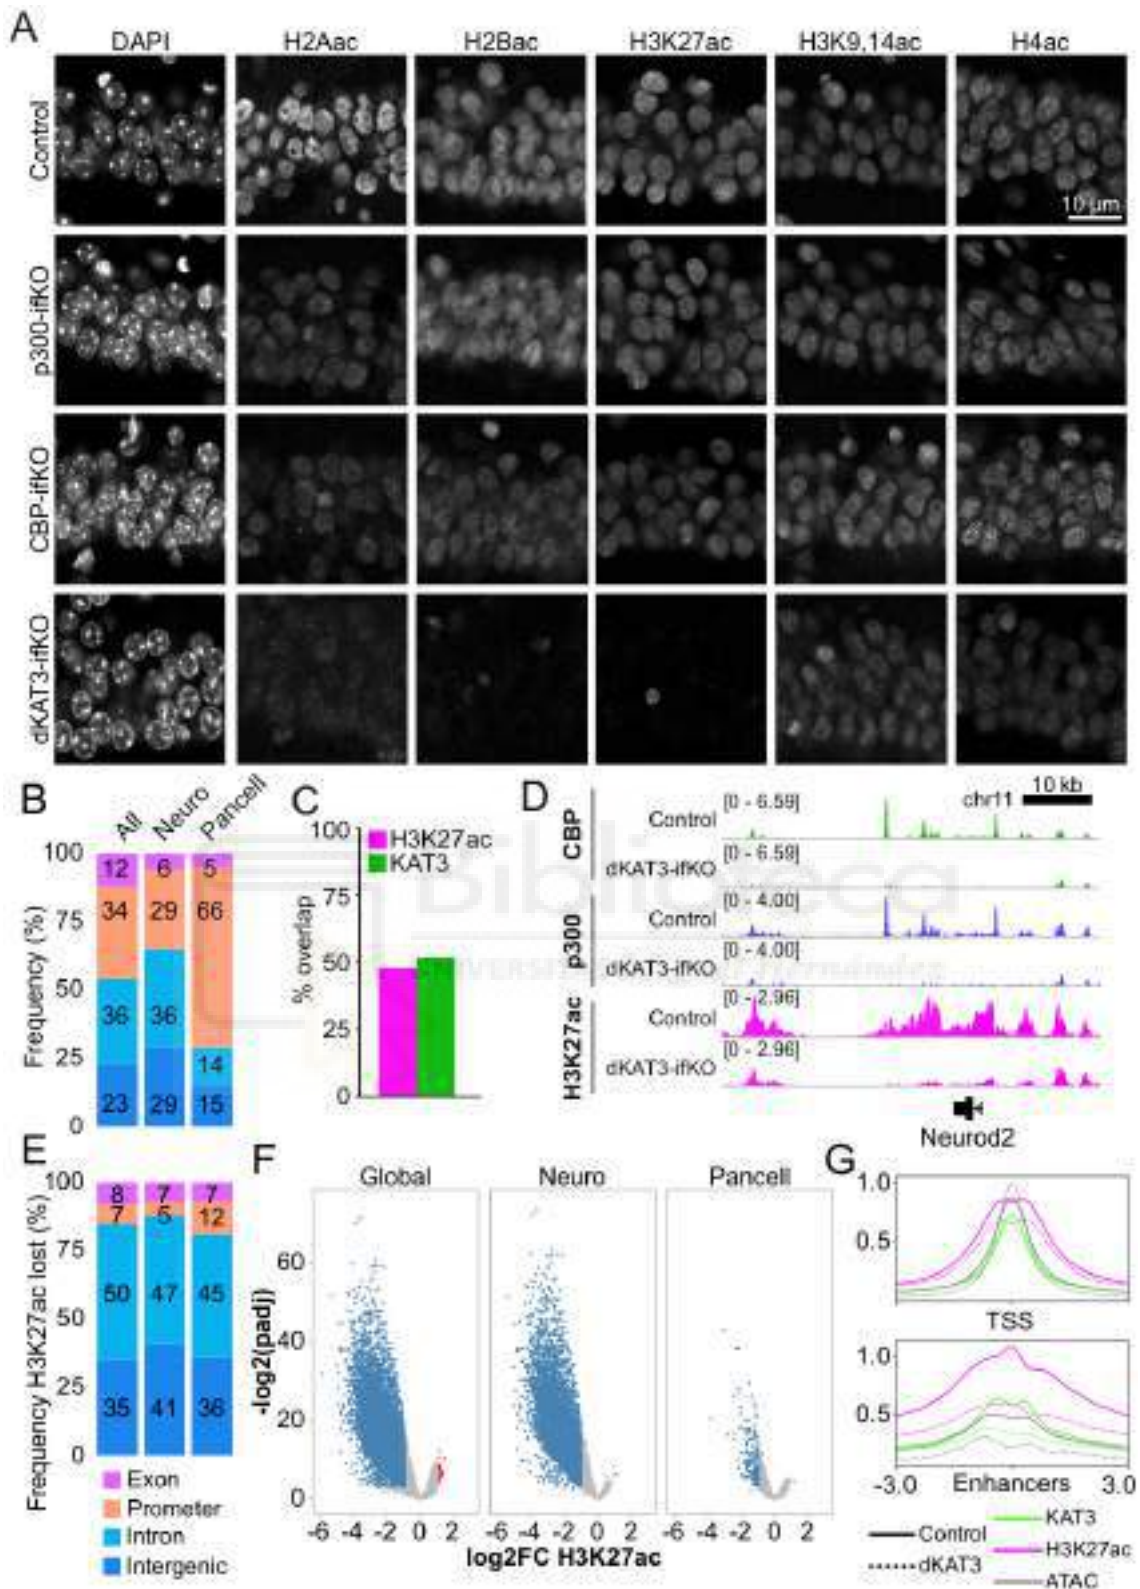 A
DAPI H2Aac H2Bac H3K27ac H3K9,14ac H4ac
Control
10 µm
p300-ifKO
CBP-ifKO
dKAT3-ifKO
B
All Neuro Pancell
Frequency (%)
100
75
50
25
0
12 6 5
34 29 66
36 36 14
23 29 15
C
% overlap
100
75
50
25
0
H3K27ac
KAT3
D
10 kb
chr11
CBP
Control [0 - 6.59]
dKAT3-ifKO [0 - 6.59]
p300
Control [0 - 4.00]
dKAT3-ifKO [0 - 4.00]
H3K27ac
Control [0 - 2.96]
dKAT3-ifKO [0 - 2.96]
Neurod2
Biblioteca
UNIVERSITAS Hernández
E
Frequency H3K27ac lost (%)
100
75
50
25
0
8 7 7
7 5 12
50 47 45
35 41 36
Exon
Prometer
Intron
Intergenic
F
Global Neuro Pancell
-log2(padj)
60
40
20
0
-6 -4 -2 0 2 -6 -4 -2 0 2 -6 -4 -2 0 2
log2FC H3K27ac
G
1.0
0.5
TSS
1.0
0.5
-3.0 Enhancers 3.0
Control
dKAT3
KAT3
H3K27ac
ATAC